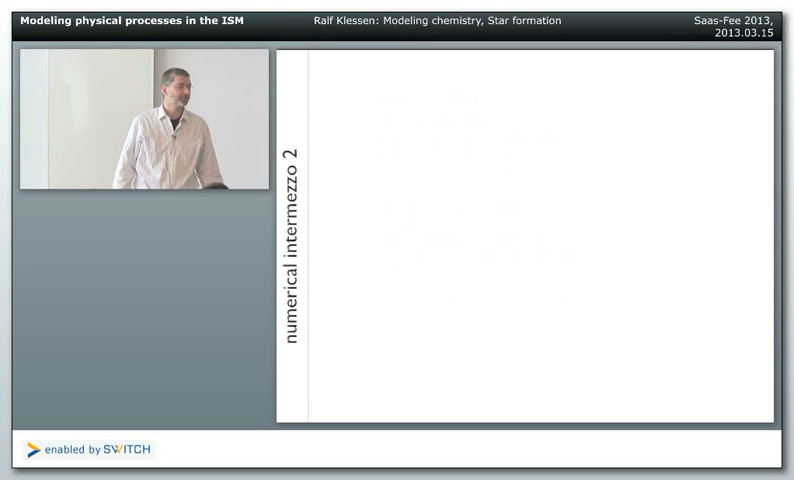 Modeling physical processes in the ISM
Ralf Klessen: Modeling chemistry, Star formation
Saas-Fee 2013,
2013.03.15
numerical intermezzo 2
enabled by SWITCH